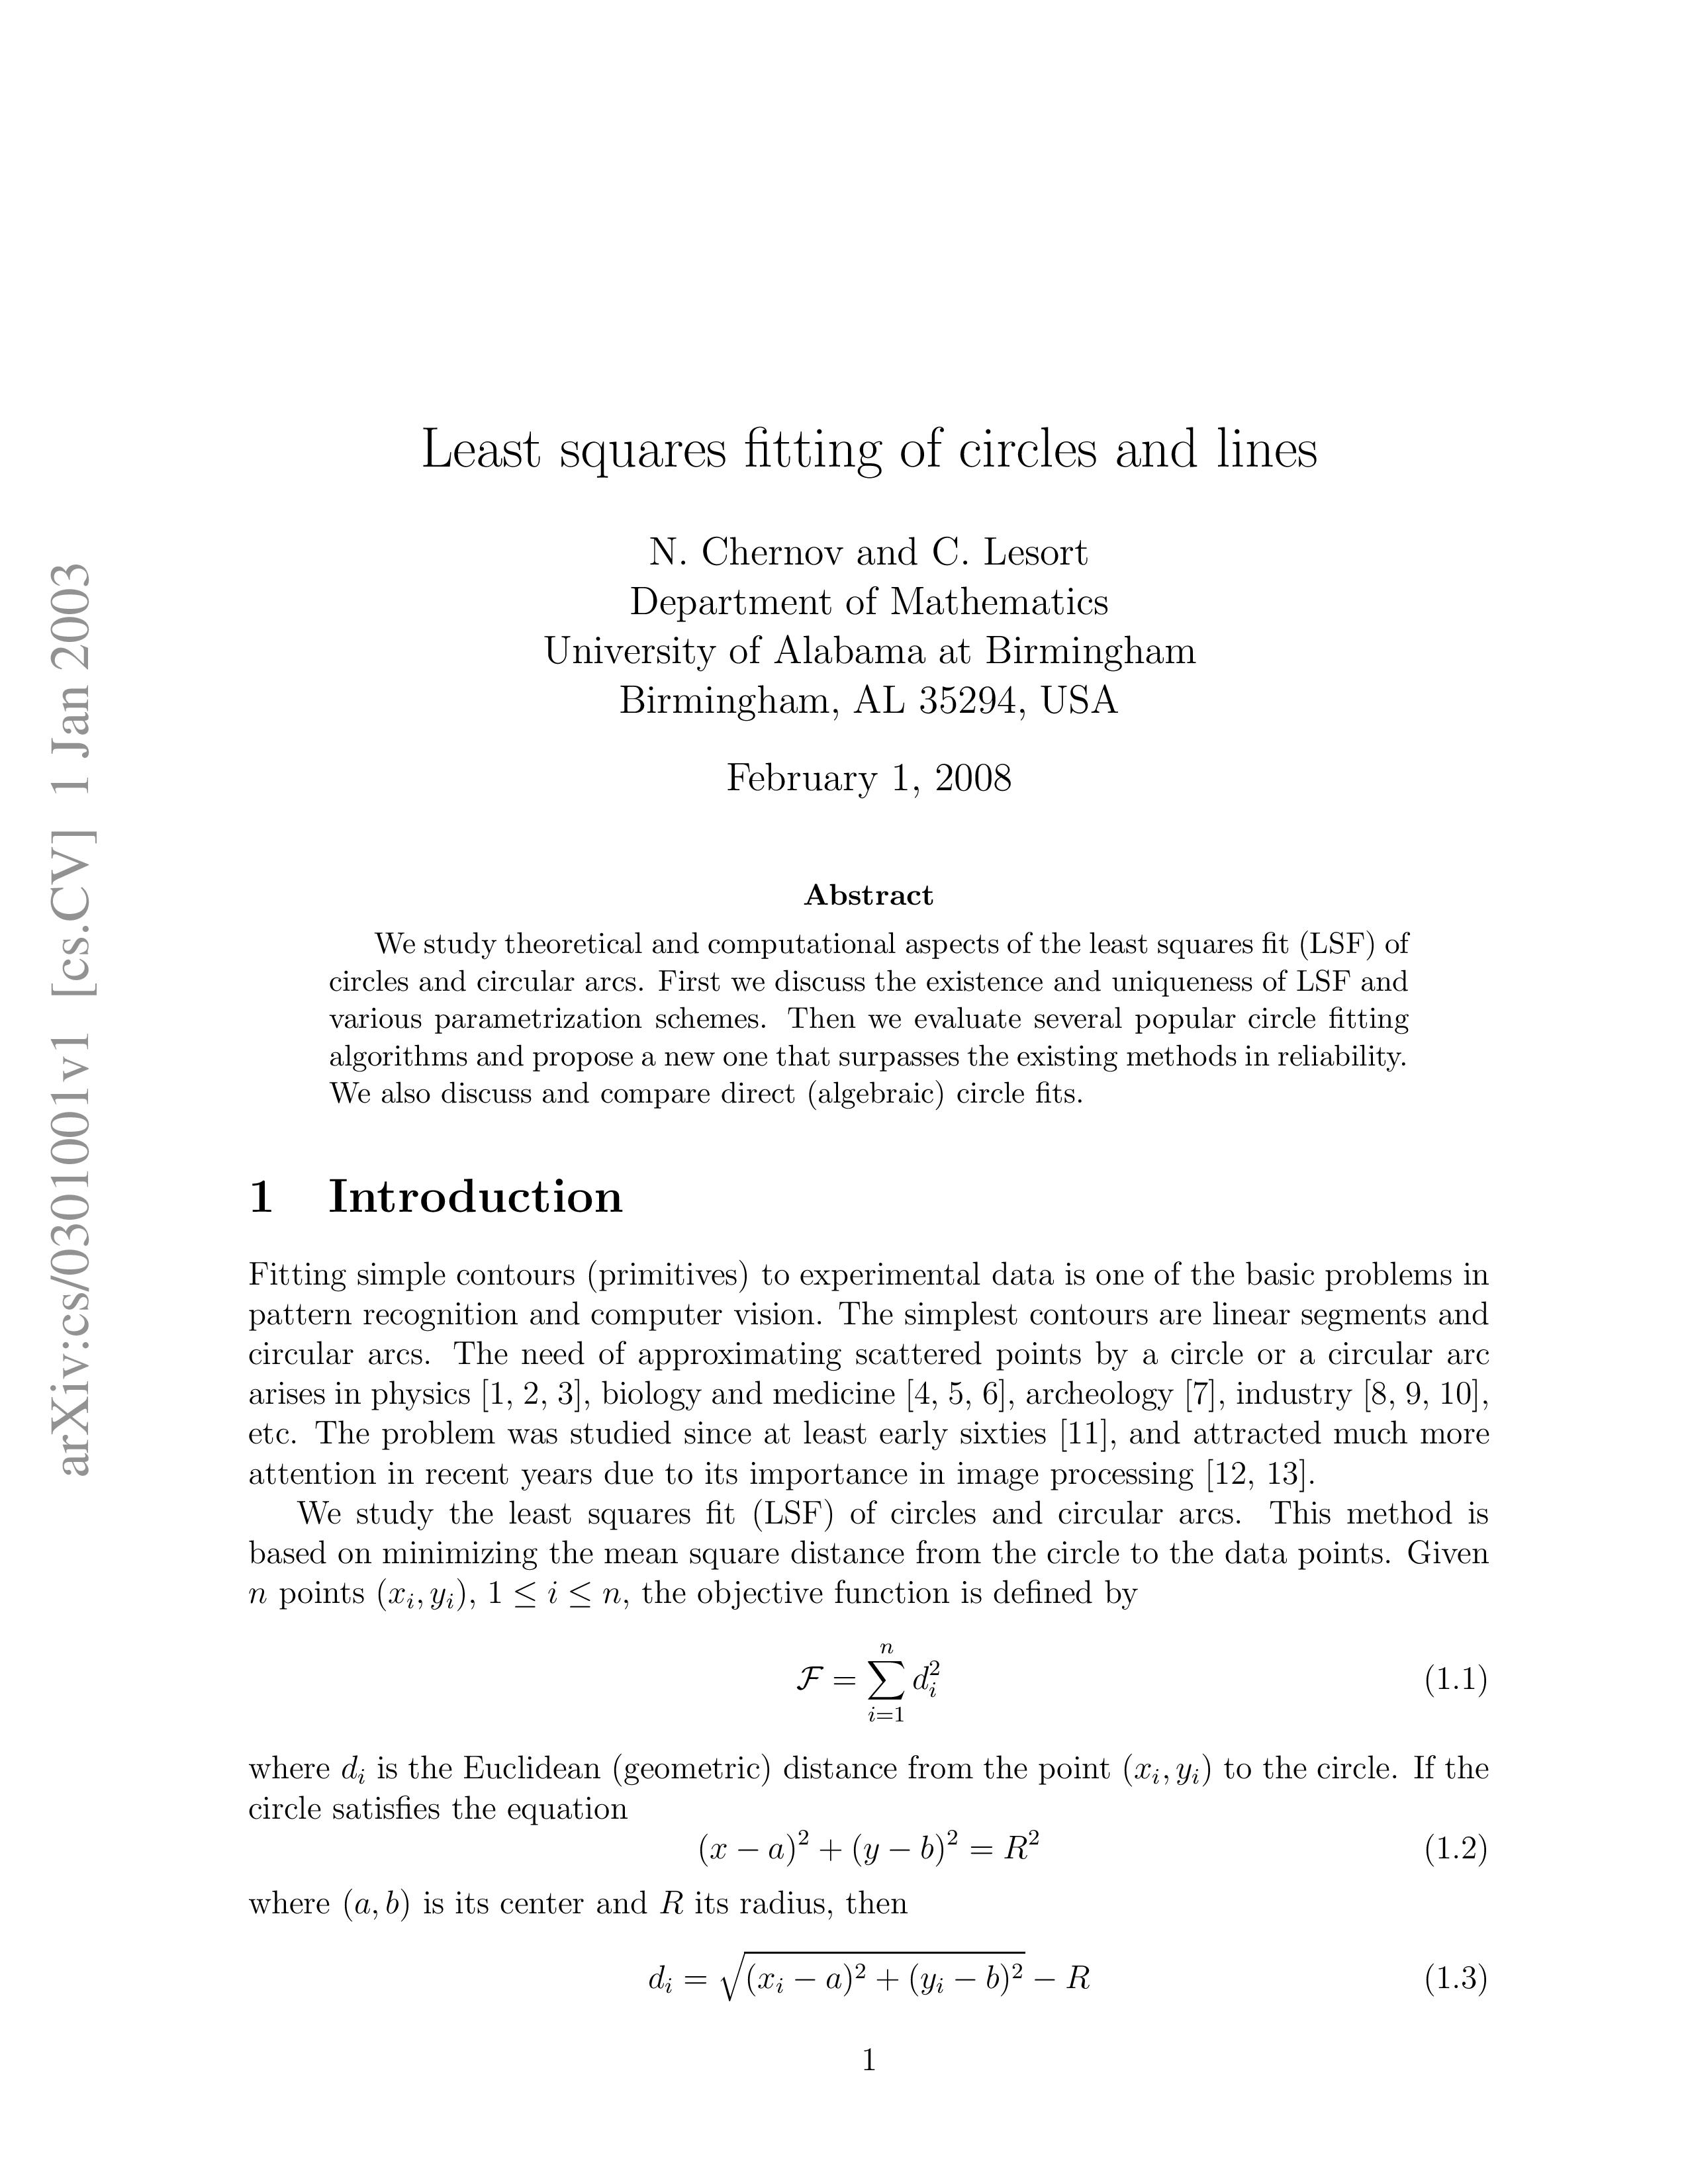 Least squares fitting of circles and lines
N. Chernov and C. Lesort
Department of Mathematics
University of Alabama at Birmingham
Birmingham, AL 35294, USA
February 1, 2008
arXiv:cs/0301001v1 [cs.CV] 1 Jan 2003
Abstract
We study theoretical and computational aspects of the least squares fit (LSF) of
circles and circular arcs. First we discuss the existence and uniqueness of LSF and
various parametrization schemes. Then we evaluate several popular circle fitting
algorithms and propose a new one that surpasses the existing methods in reliability.
We also discuss and compare direct (algebraic) circle fits.
1 Introduction
Fitting simple contours (primitives) to experimental data is one of the basic problems in
pattern recognition and computer vision. The simplest contours are linear segments and
circular arcs. The need of approximating scattered points by a circle or a circular arc
arises in physics [1, 2, 3], biology and medicine [4, 5, 6], archeology [7], industry [8, 9, 10],
etc. The problem was studied since at least early sixties [11], and attracted much more
attention in recent years due to its importance in image processing [12, 13].
We study the least squares fit (LSF) of circles and circular arcs. This method is
based on minimizing the mean square distance from the circle to the data points. Given
n points (x_i, y_i), 1 ≤ i ≤ n, the objective function is defined by
ℱ = ∑_{i=1}^{n} d_i^2 (1.1)
where d_i is the Euclidean (geometric) distance from the point (x_i, y_i) to the circle. If the
circle satisfies the equation
(x − a)^2 + (y − b)^2 = R^2 (1.2)
where (a, b) is its center and R its radius, then
d_i = √((x_i − a)^2 + (y_i − b)^2) − R (1.3)
1